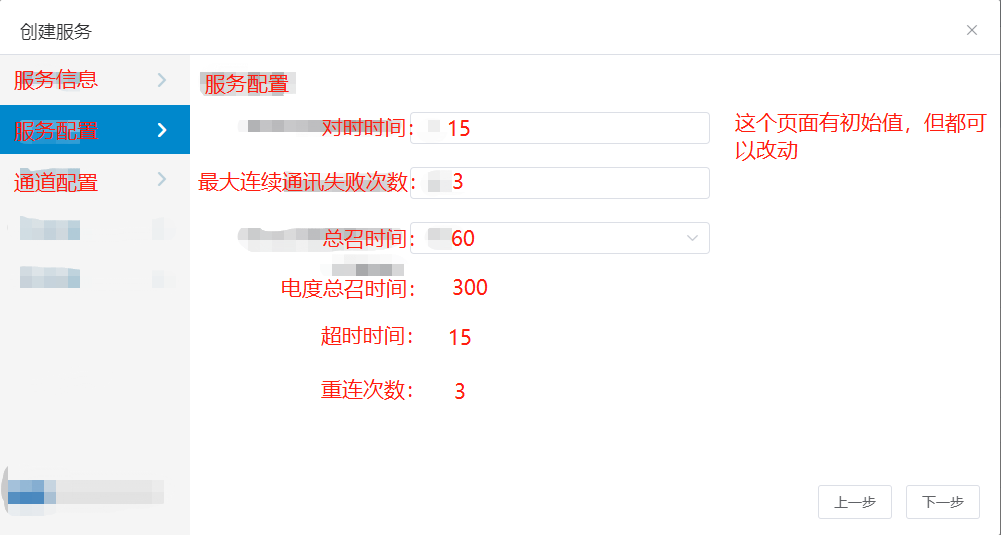 创建服务
服务信息
服务配置
通道配置
服务配置
对时时间： 15
最大连续通讯失败次数： 3
总召时间： 60
电度总召时间： 300
超时时间： 15
重连次数： 3
这个页面有初始值，但都可
以改动
上一步 下一步